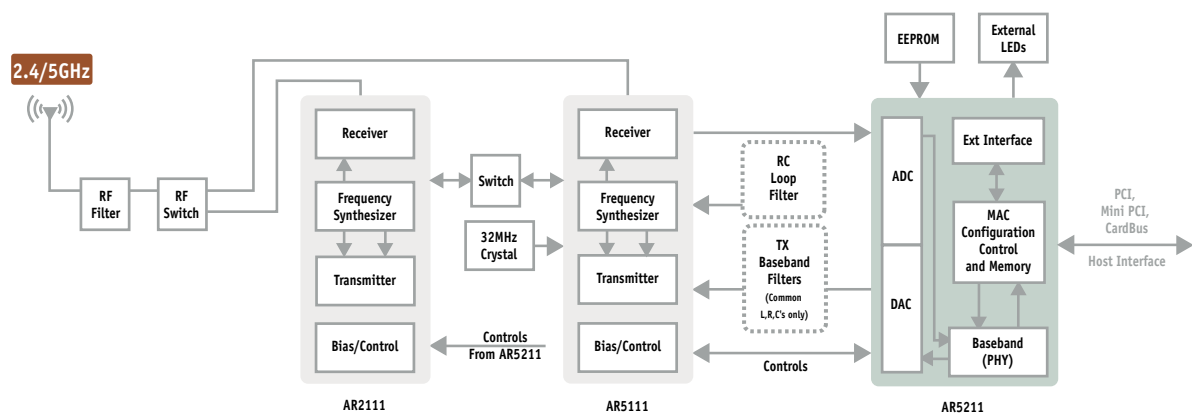 2.4/5GHz
RF
Filter
RF
Switch
Receiver
Frequency
Synthesizer
Transmitter
Bias/Control
AR2111
Switch
32MHz
Crystal
Controls
From AR5211
Receiver
Frequency
Synthesizer
Transmitter
Bias/Control
AR5111
RC
Loop
Filter
TX
Baseband
Filters
(Common
L,R,C's only)
Controls
EEPROM
External
LEDs
ADC
DAC
Ext Interface
MAC
Configuration
Control
and Memory
Baseband
(PHY)
AR5211
PCI,
Mini PCI,
CardBus
Host Interface